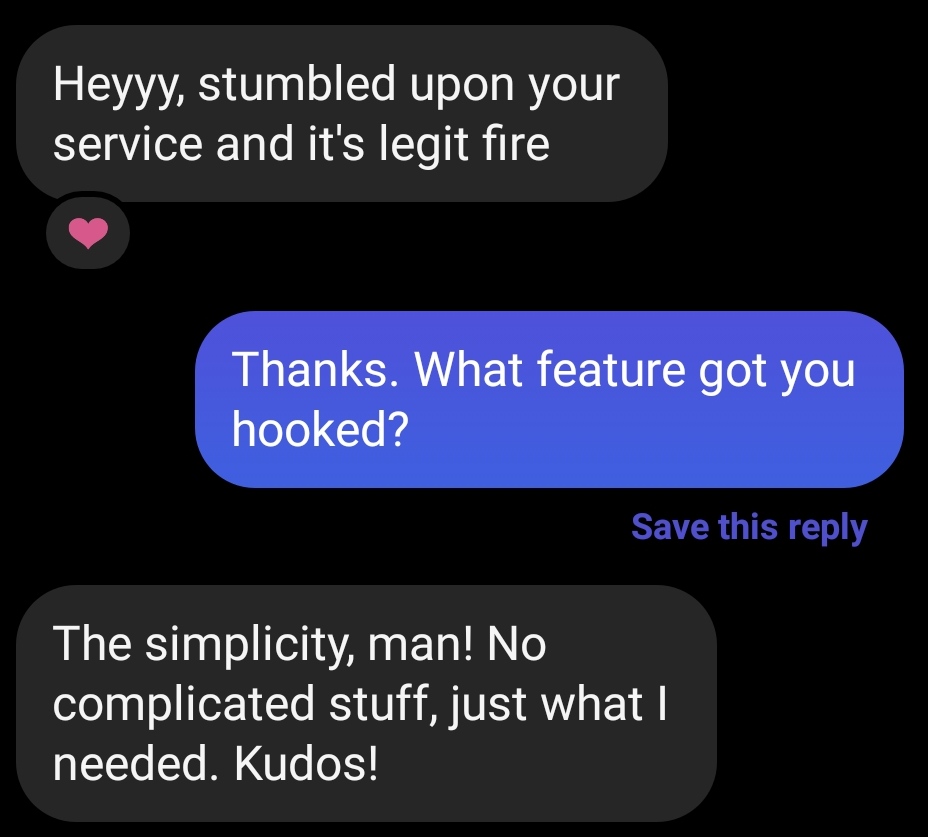 Heyyy, stumbled upon your
service and it's legit fire
Thanks. What feature got you
hooked?
Save this reply
The simplicity, man! No
complicated stuff, just what I
needed. Kudos!